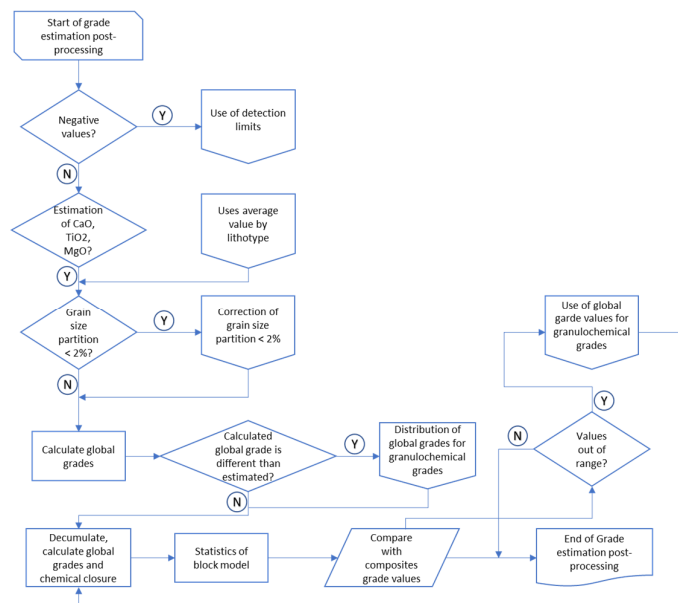 Start of grade
estimation post-
processing
Negative
values?
Y
Use of detection
limits
N
Estimation
of CaO,
TiO2,
MgO?
Uses average
value by
lithotype
Y
Grain
size
partition
< 2%?
Y
Correction of
grain size
partition < 2%
N
Calculate global
grades
Calculated
global grade is
different than
estimated?
Y
Distribution of
global grades for
granulochemical
grades
N
Decumulate,
calculate global
grades and
chemical closure
Statistics of
block model
Compare
with
composites
grade values
Use of global
garde values for
granulochemical
grades
Y
N
Values
out of
range?
End of Grade
estimation post-
processing